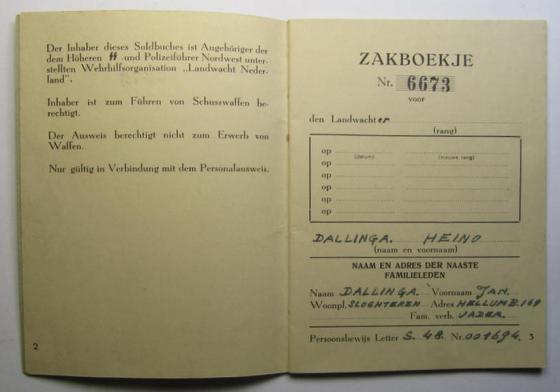 Der Inhaber dieses Soldbuches ist Angehöriger der
dem Höheren ᛋᛋ und Polizeiführer Nordwest unter-
stellten Wehrhilfsorganisation „Landwacht Neder-
land".
Inhaber ist zum Führen von Schusswaffen be-
rechtigt.
Der Ausweis berechtigt nicht zum Erwerb von
Waffen.
Nur gültig in Verbindung mit dem Personalausweis.
2
ZAKBOEKJE
Nr. 6673
voor
den Landwachter
(rang)
op
(datum) (nieuwe rang)
op
op
op
op
op
DALLINGA. HEINO
(naam en voornaam)
NAAM EN ADRES DER NAASTE
FAMILIELEDEN
Naam DALLINGA. Voornaam JAN.
Woonpl. SLOGHTEREN Adres HELLUM B.169
Fam. verh. VADER.
Persoonsbewijs Letter S. 48. Nr. 001694. 3